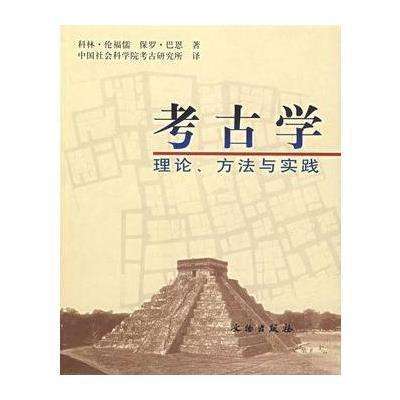 科林·伦福儒 保罗·巴恩 著
中国社会科学院考古研究所 译
考古学
理论、方法与实践
文物出版社